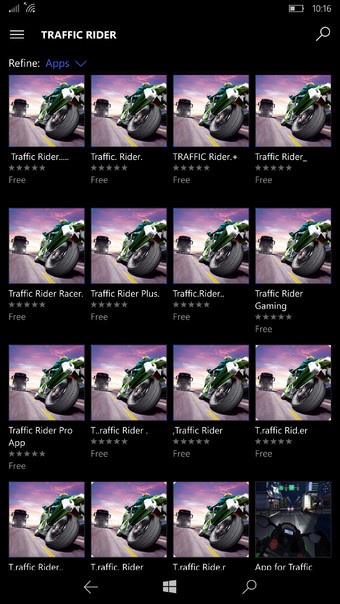 10:16
TRAFFIC RIDER
Refine: Apps
Traffic Rider..... Traffic. Rider. TRAFFIC Rider.+ Traffic Rider_
Free Free Free Free
Traffic Rider Racer. Traffic Rider Plus. Traffic.Rider.. Traffic Rider
Gaming
Free Free Free
Free
Traffic Rider Pro T..raffic Rider . ,Traffic Rider T.raffic Rid.er
App
Free Free Free
Free
T.raffic Rider.. T.raffic. Rider T.raffic Ride.r App for Traffic